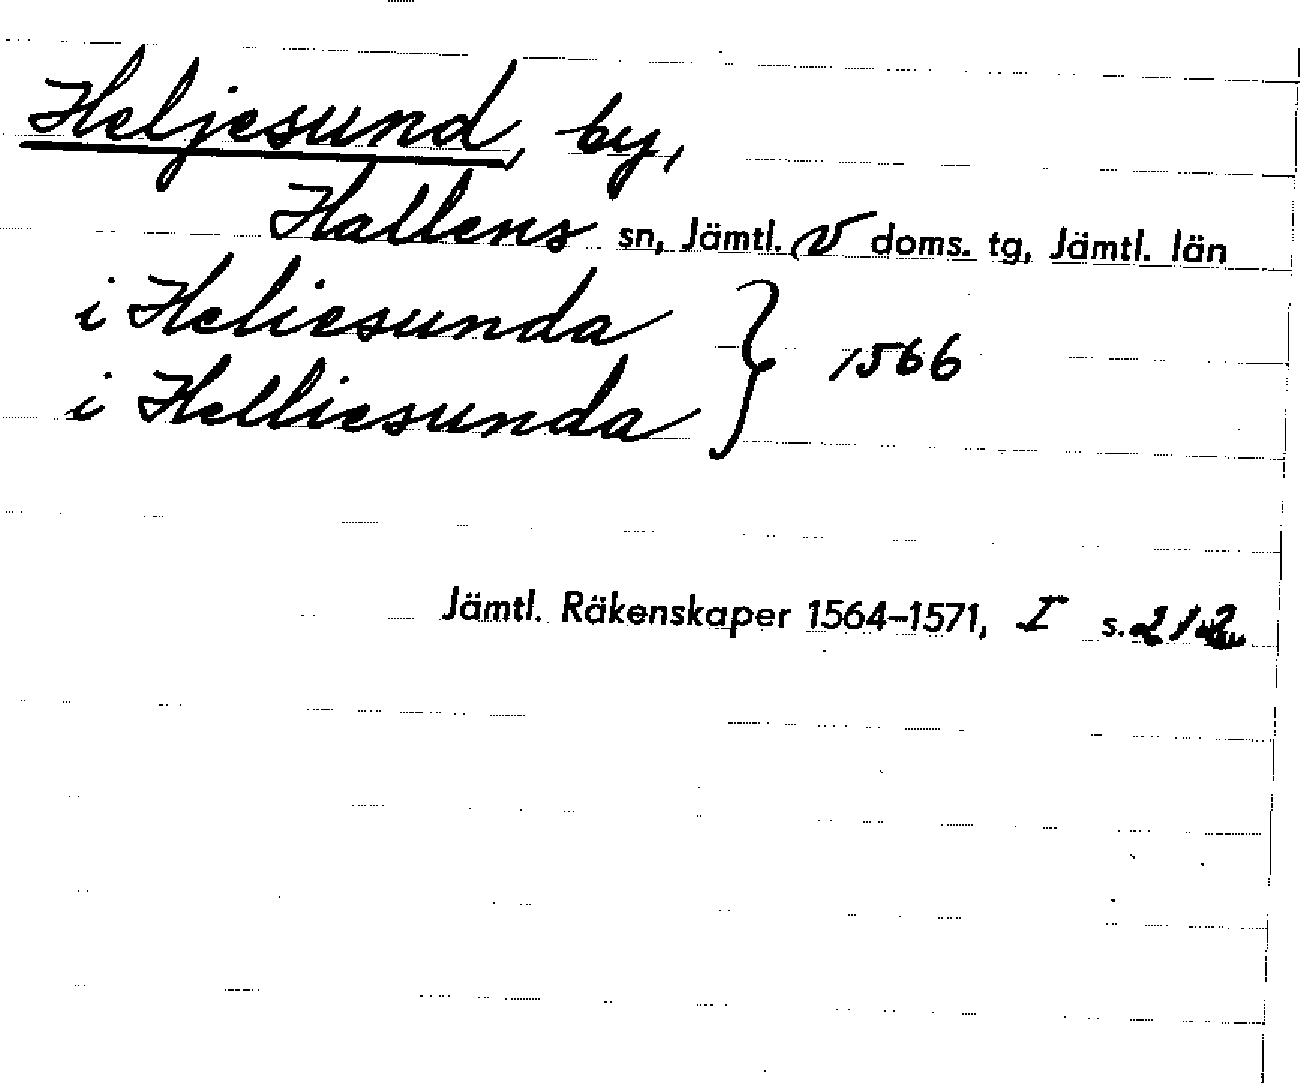 Heljesund, by,
Hallens sn, Jämtl. V doms. tg, Jämtl. län
i Heliesunda
i Helliesunda } 1566
Jämtl. Räkenskaper 1564–1571, I s. 212